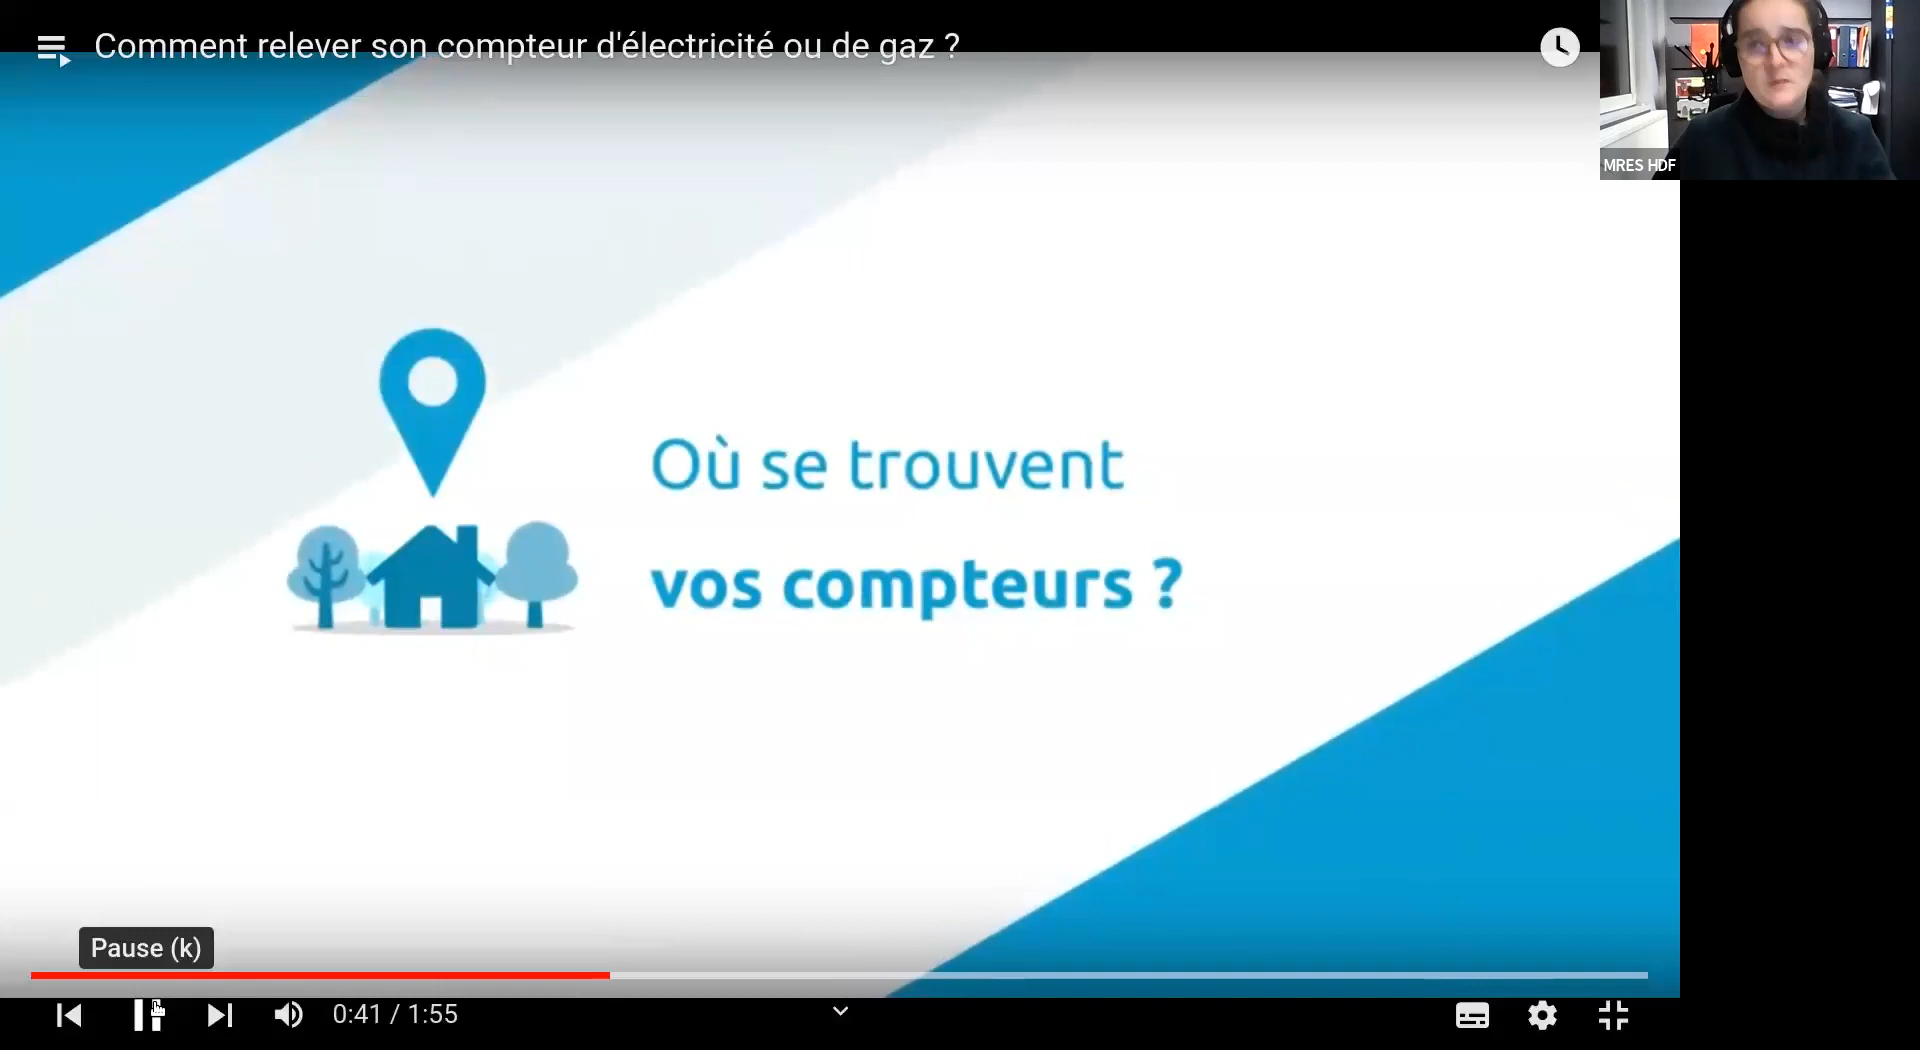 Comment relever son compteur d'électricité ou de gaz ?
MRES HDF
Où se trouvent
vos compteurs ?
Pause (k)
0:41 / 1:55